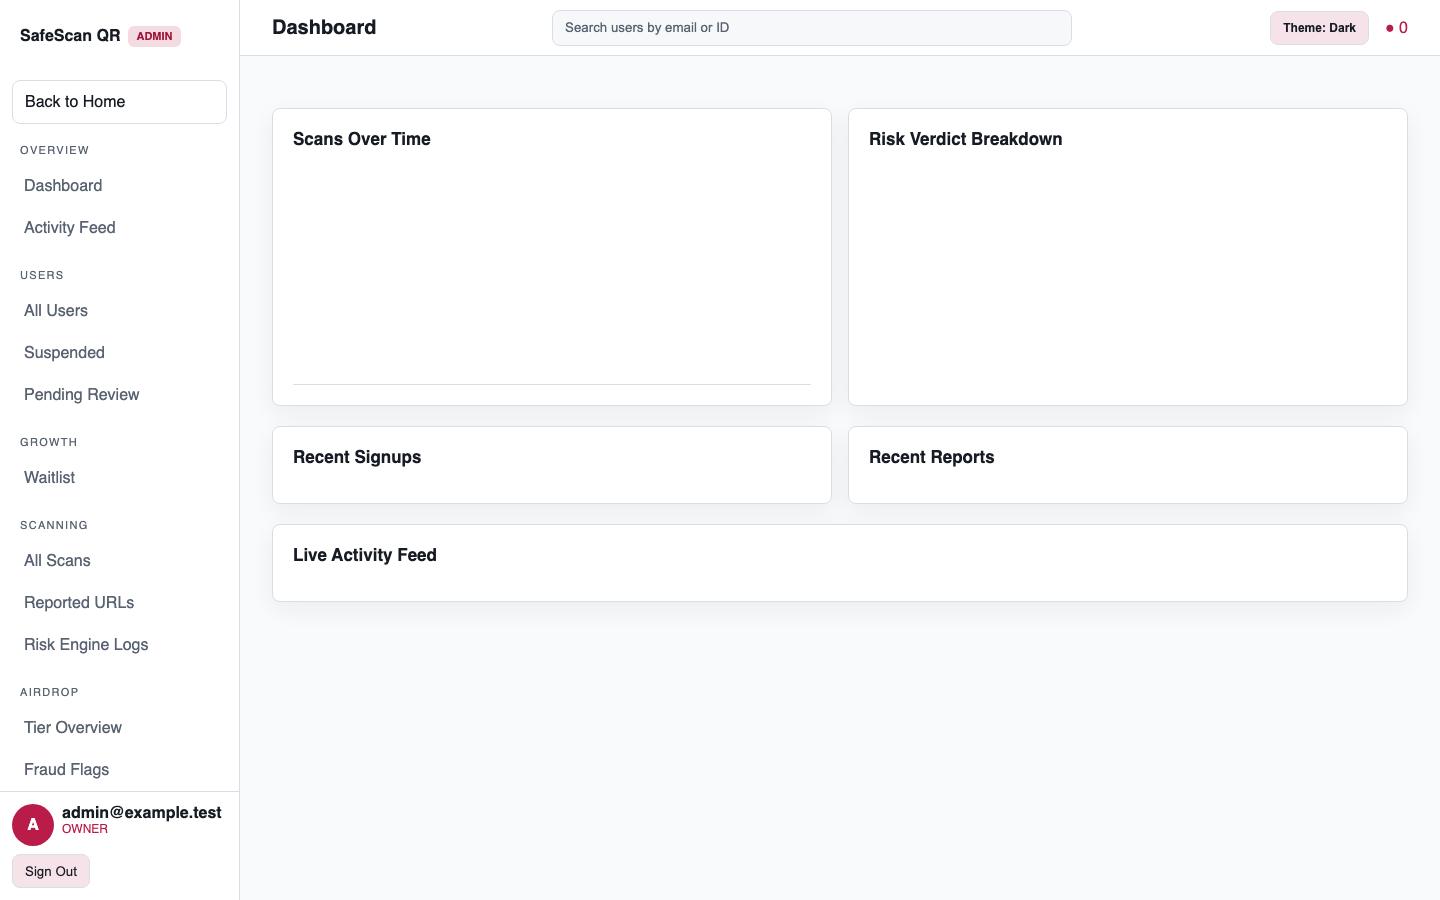 SafeScan QR ADMIN
Back to Home
OVERVIEW
Dashboard
Activity Feed
USERS
All Users
Suspended
Pending Review
GROWTH
Waitlist
SCANNING
All Scans
Reported URLs
Risk Engine Logs
AIRDROP
Tier Overview
Fraud Flags
A
admin@example.test
OWNER
Sign Out
Dashboard
Search users by email or ID
Theme: Dark
● 0
Scans Over Time
Risk Verdict Breakdown
Recent Signups
Recent Reports
Live Activity Feed